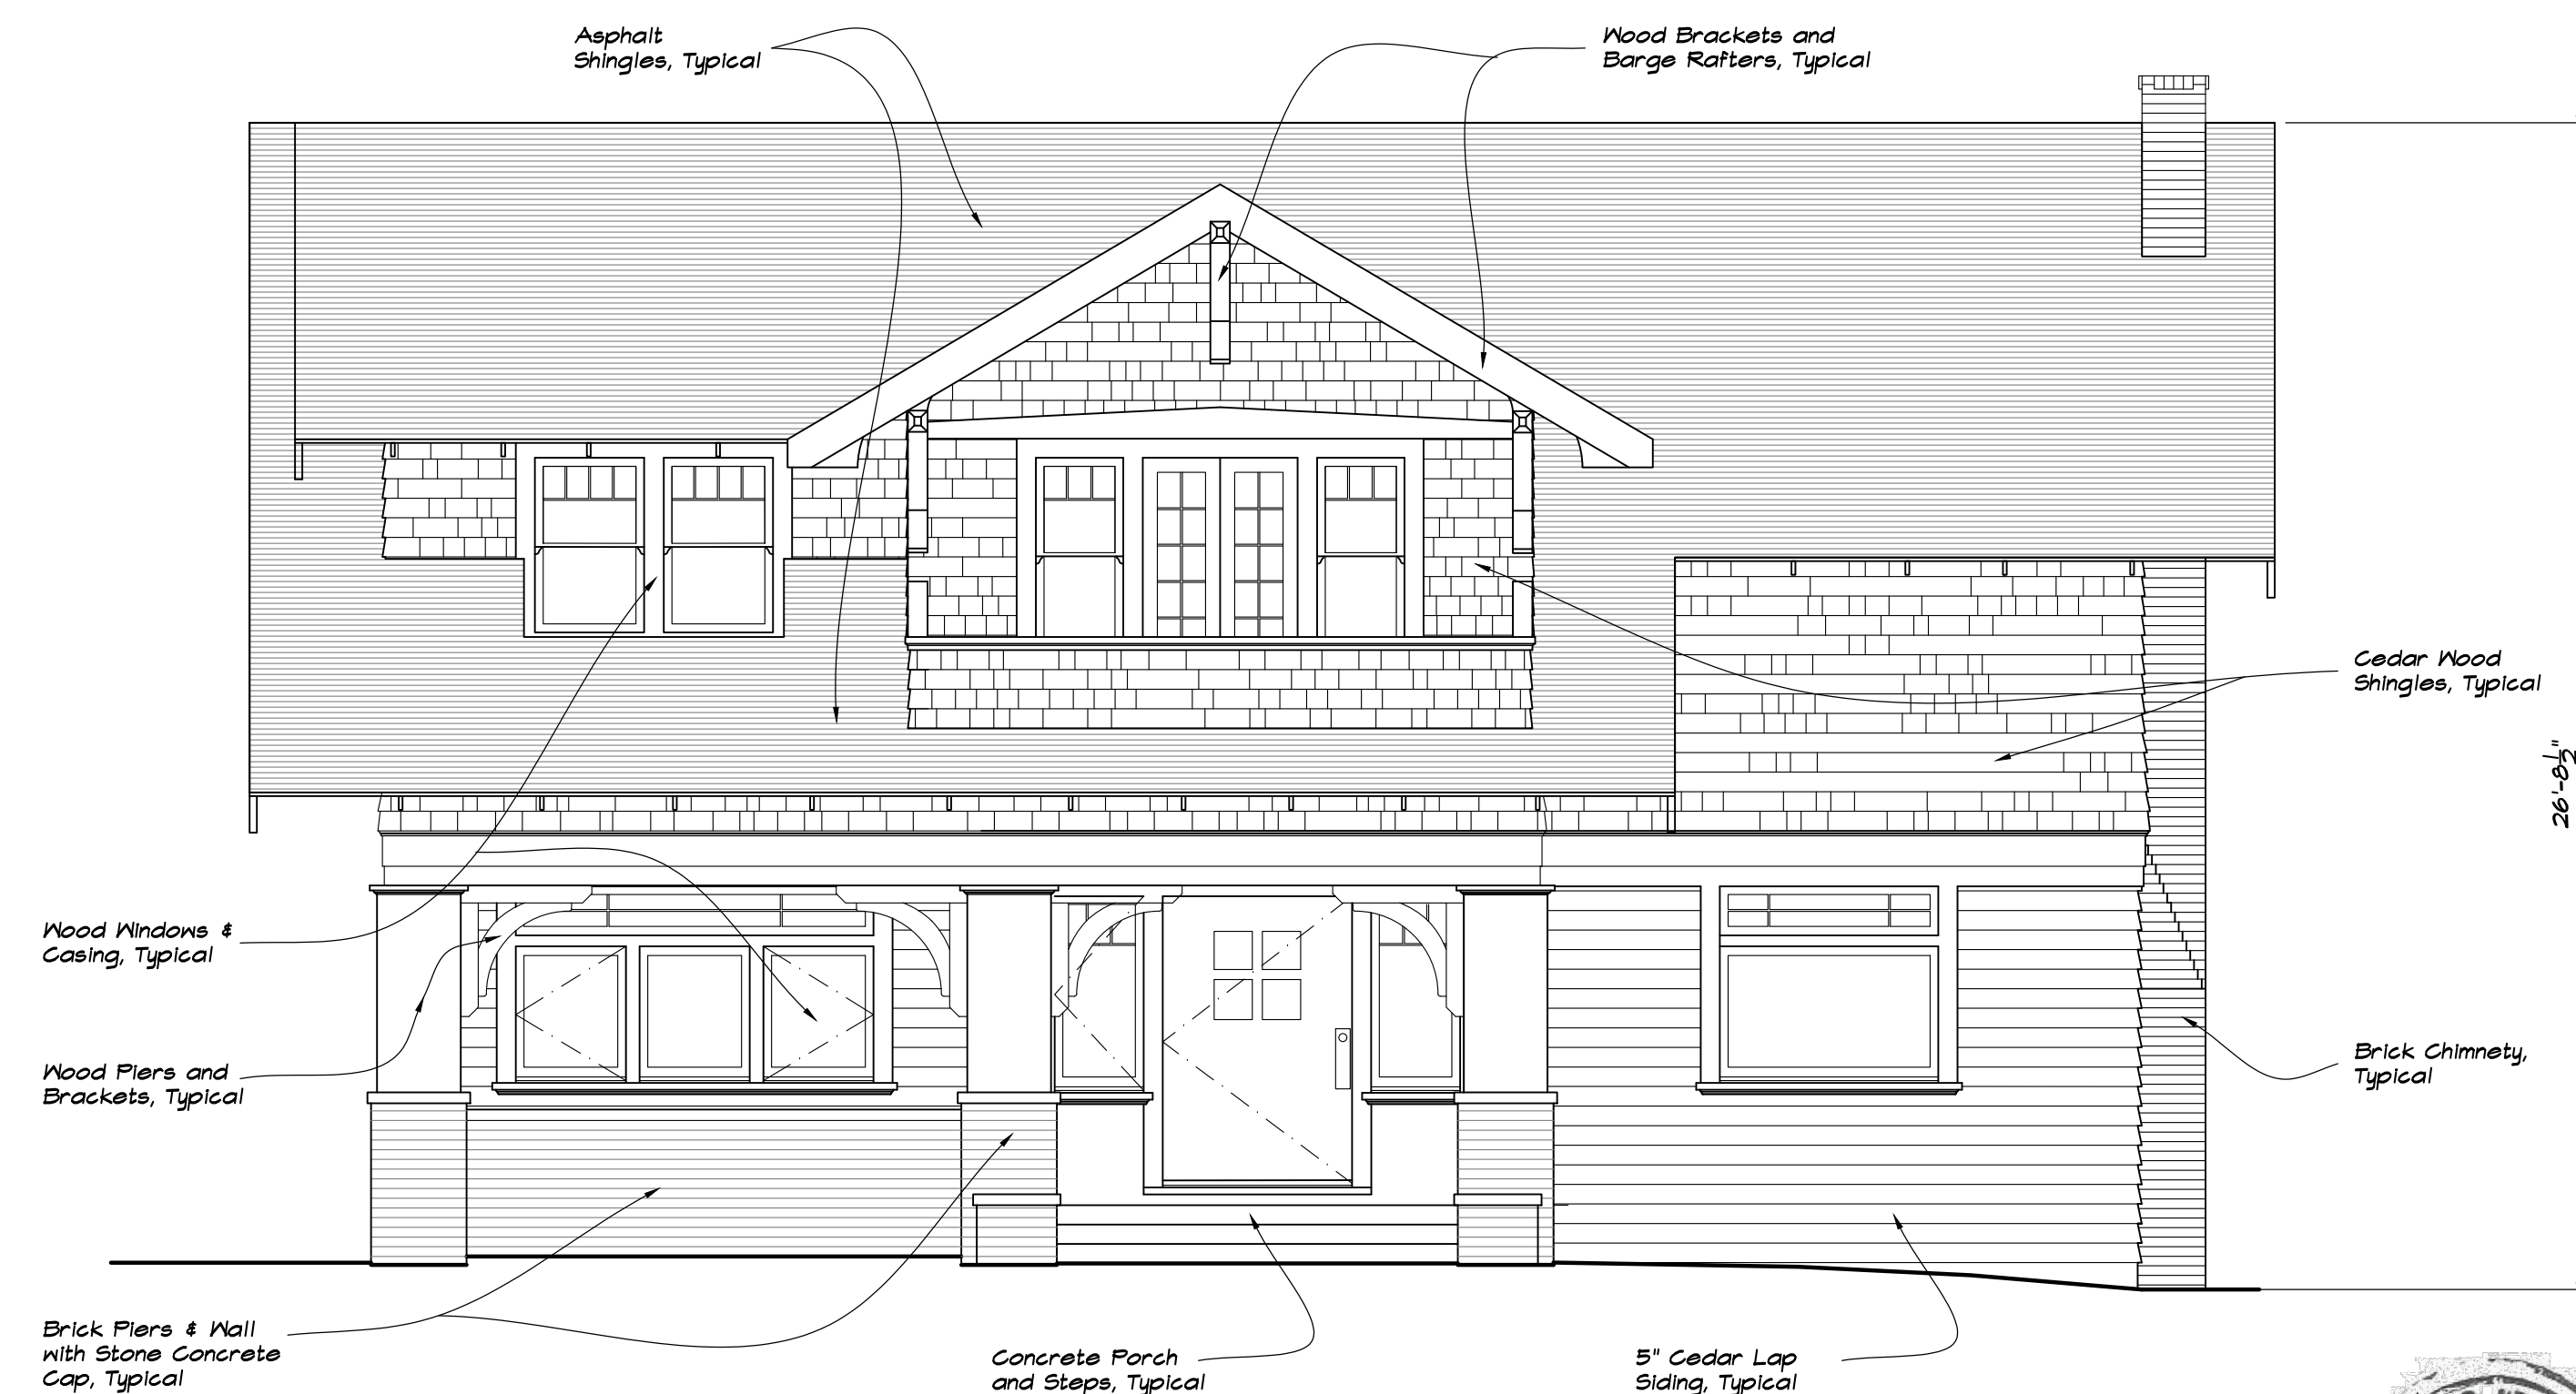 Asphalt
Shingles, Typical
Wood Brackets and
Barge Rafters, Typical
Cedar Wood
Shingles, Typical
26'-8½"
Wood Windows &
Casing, Typical
Brick Chimnety,
Typical
Wood Piers and
Brackets, Typical
Brick Piers & Wall
with Stone Concrete
Cap, Typical
Concrete Porch
and Steps, Typical
5" Cedar Lap
Siding, Typical